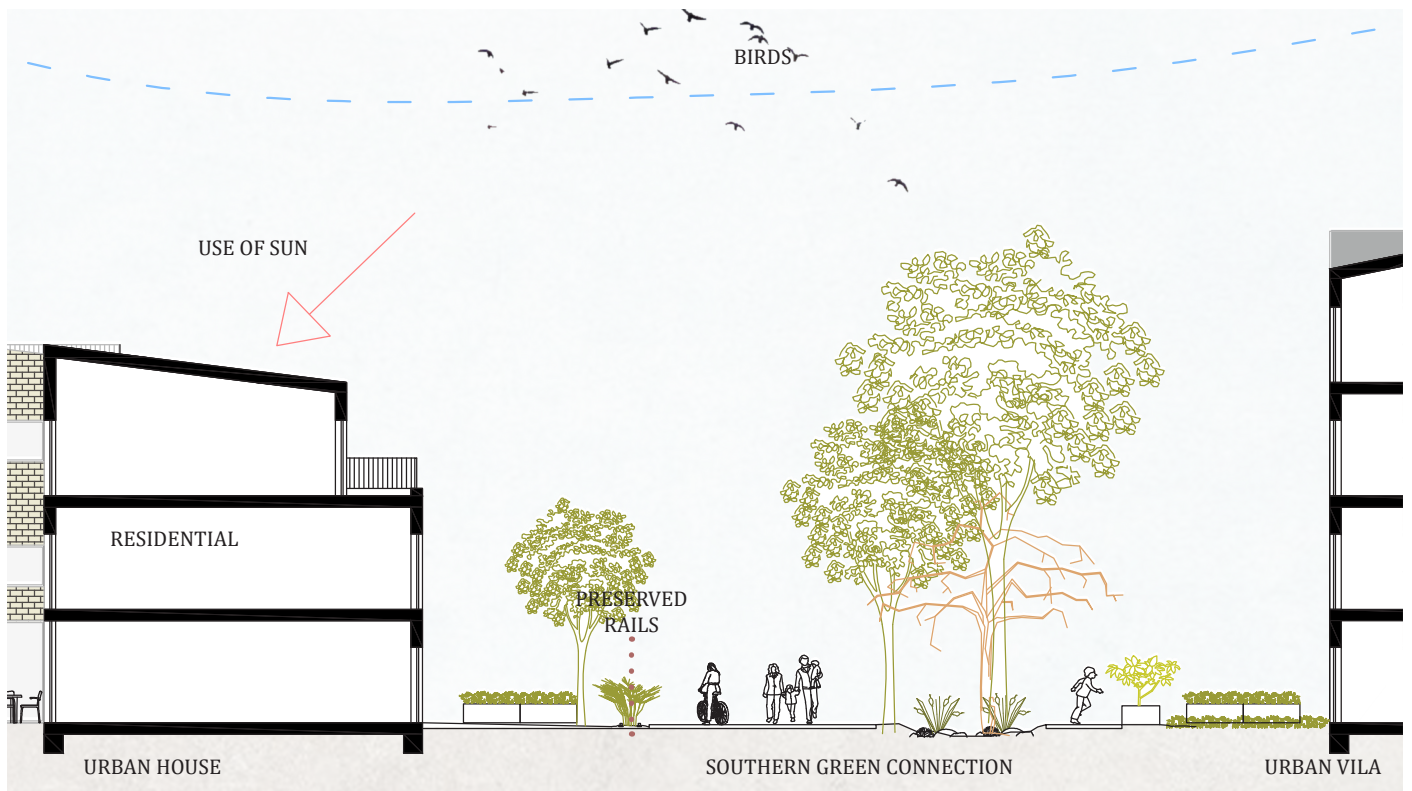 BIRDS
USE OF SUN
RESIDENTIAL
PRESERVED
RAILS
URBAN HOUSE
SOUTHERN GREEN CONNECTION
URBAN VILA